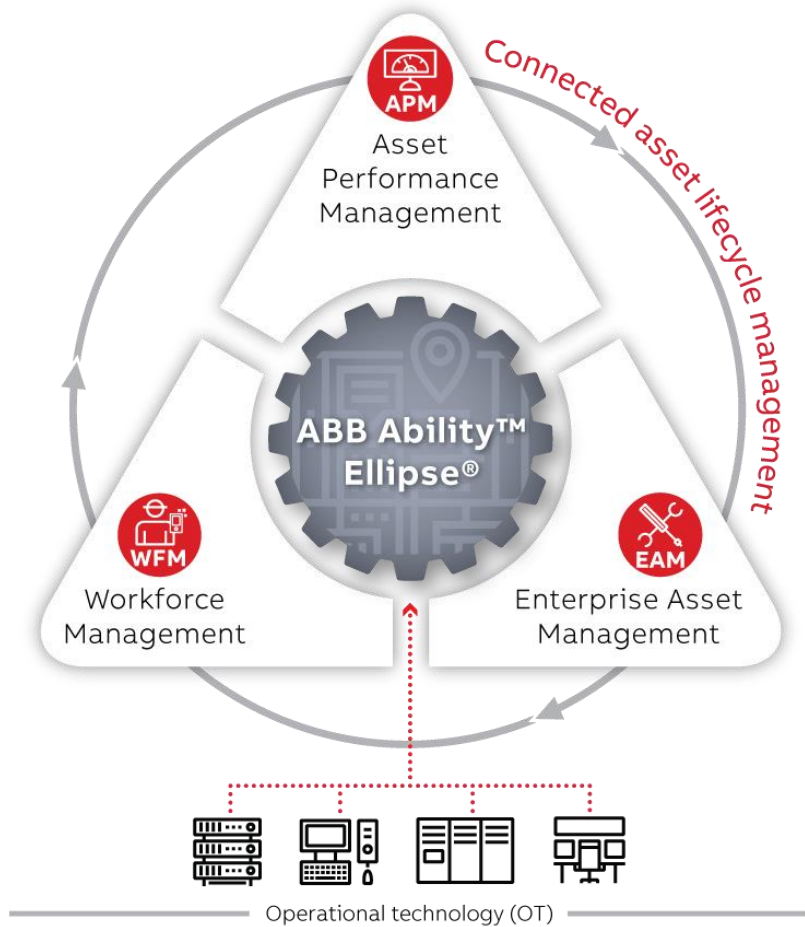 APM
Asset
Performance
Management
Connected asset lifecycle management
ABB Ability™
Ellipse®
WFM
Workforce
Management
EAM
Enterprise Asset
Management
Operational technology (OT)